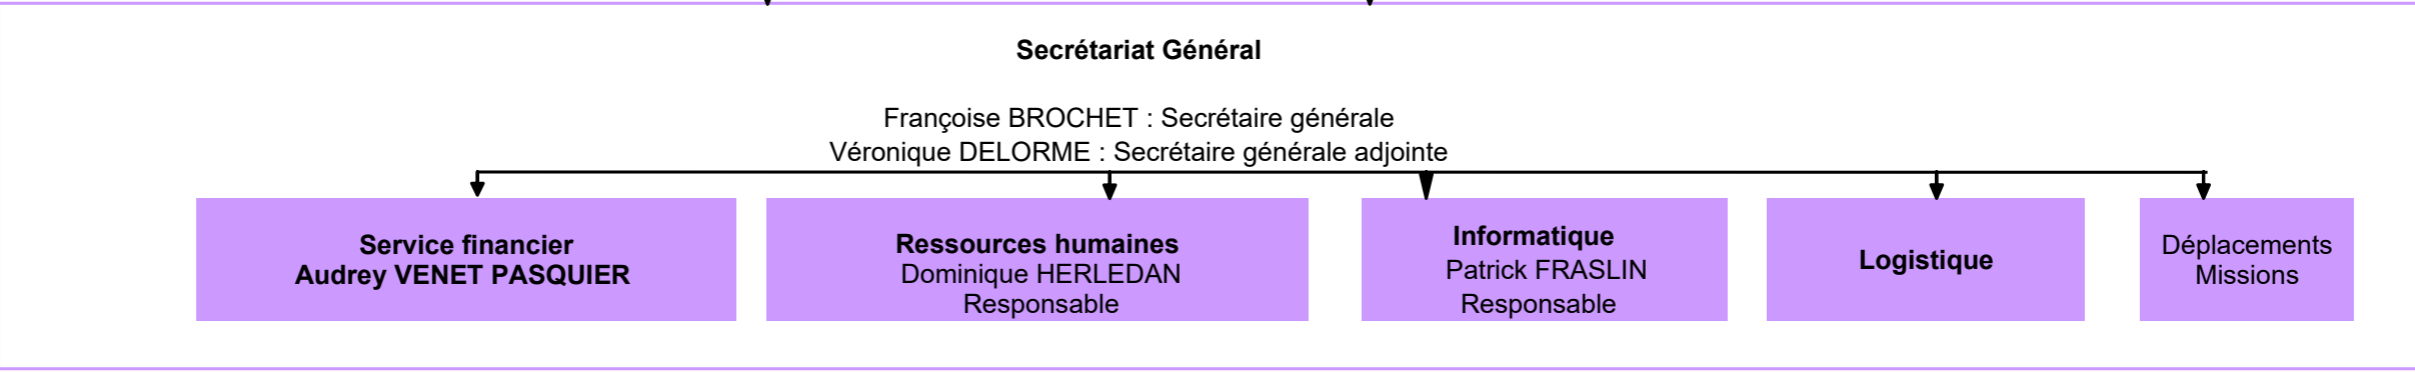 Secrétariat Général
Françoise BROCHET : Secrétaire générale
Véronique DELORME : Secrétaire générale adjointe
Service financier
Audrey VENET PASQUIER
Ressources humaines
Dominique HERLEDAN
Responsable
Informatique
Patrick FRASLIN
Responsable
Logistique
Déplacements
Missions